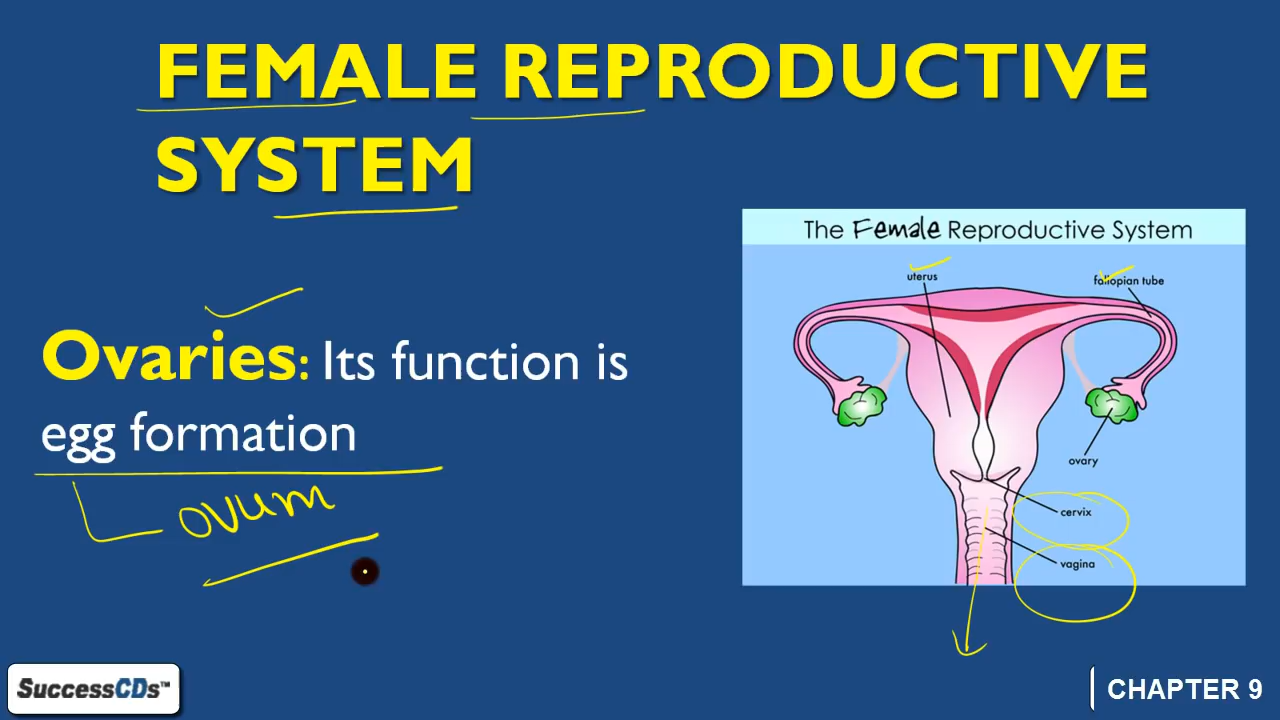 FEMALE REPRODUCTIVE
SYSTEM
Ovaries: Its function is
egg formation
ovum
The Female Reproductive System
uterus
fallopian tube
ovary
cervix
vagina
SuccessCDs™
CHAPTER 9